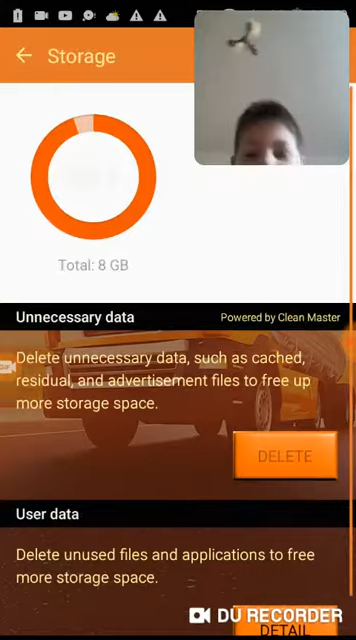 Storage
Total: 8 GB
Unnecessary data
Powered by Clean Master
Delete unnecessary data, such as cached,
residual, and advertisement files to free up
more storage space.
DELETE
User data
Delete unused files and applications to free
more storage space.
DU RECORDER
DETAIL